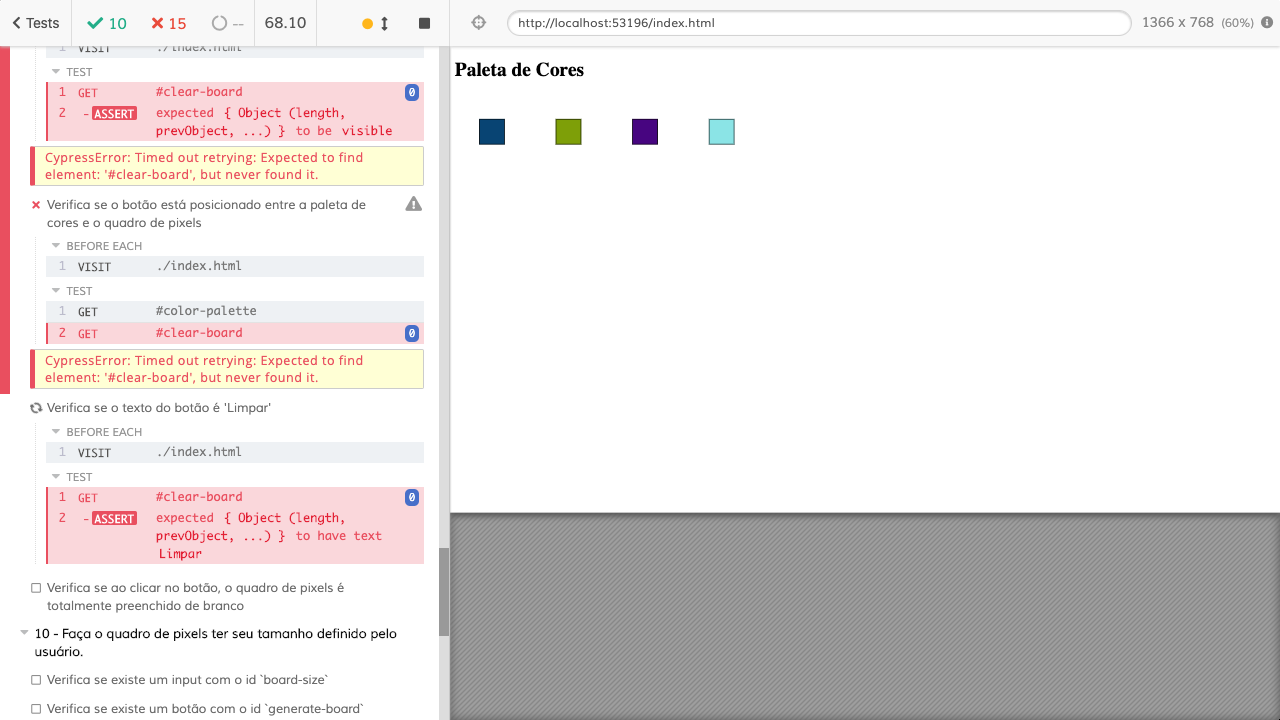 Tests 10 15 -- 68.10
http://localhost:53196/index.html 1366 x 768 (60%)
1 VISIT ./index.html
TEST
1 GET #clear-board 0
2 -ASSERT expected { Object (length,
prevObject, ...) } to be visible
CypressError: Timed out retrying: Expected to find
element: '#clear-board', but never found it.
Verifica se o botão está posicionado entre a paleta de
cores e o quadro de pixels
BEFORE EACH
1 VISIT ./index.html
TEST
1 GET #color-palette
2 GET #clear-board 0
CypressError: Timed out retrying: Expected to find
element: '#clear-board', but never found it.
Verifica se o texto do botão é 'Limpar'
BEFORE EACH
1 VISIT ./index.html
TEST
1 GET #clear-board 0
2 -ASSERT expected { Object (length,
prevObject, ...) } to have text
Limpar
Verifica se ao clicar no botão, o quadro de pixels é
totalmente preenchido de branco
10 - Faça o quadro de pixels ter seu tamanho definido pelo
usuário.
Verifica se existe um input com o id `board-size`
Verifica se existe um botão com o id `generate-board`
Paleta de Cores